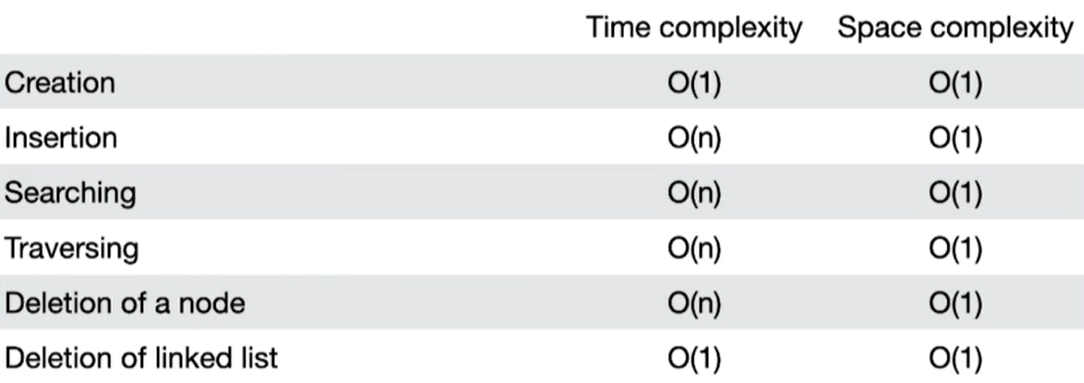 Time complexity Space complexity
Creation O(1) O(1)
Insertion O(n) O(1)
Searching O(n) O(1)
Traversing O(n) O(1)
Deletion of a node O(n) O(1)
Deletion of linked list O(1) O(1)